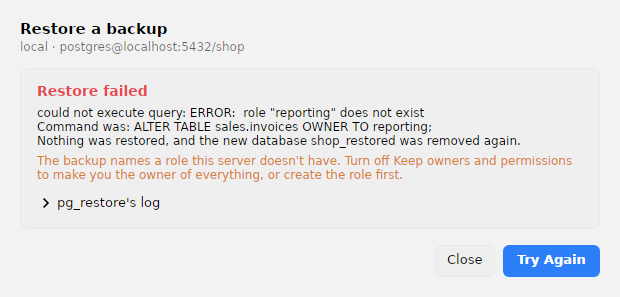 Restore a backup
local · postgres@localhost:5432/shop
Restore failed
could not execute query: ERROR:  role "reporting" does not exist
Command was: ALTER TABLE sales.invoices OWNER TO reporting;
Nothing was restored, and the new database shop_restored was removed again.
The backup names a role this server doesn't have. Turn off Keep owners and permissions
to make you the owner of everything, or create the role first.
pg_restore's log
Close
Try Again